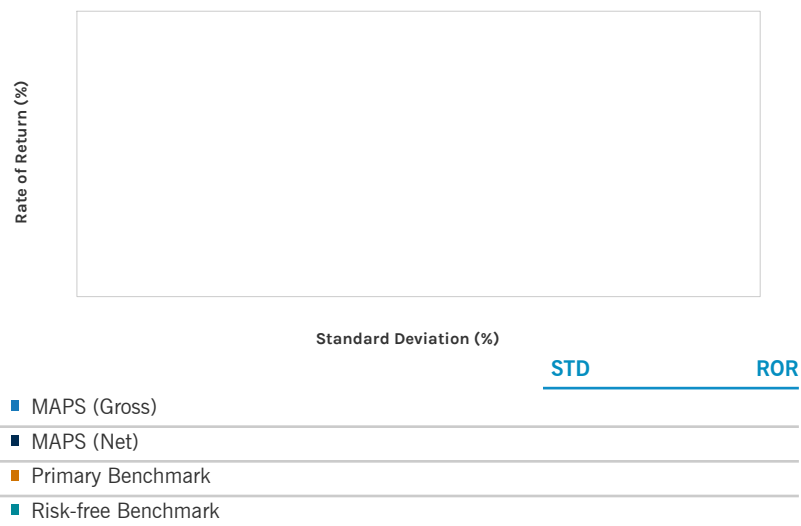 Rate of Return (%)
Standard Deviation (%)
STD ROR
MAPS (Gross)
MAPS (Net)
Primary Benchmark
Risk-free Benchmark